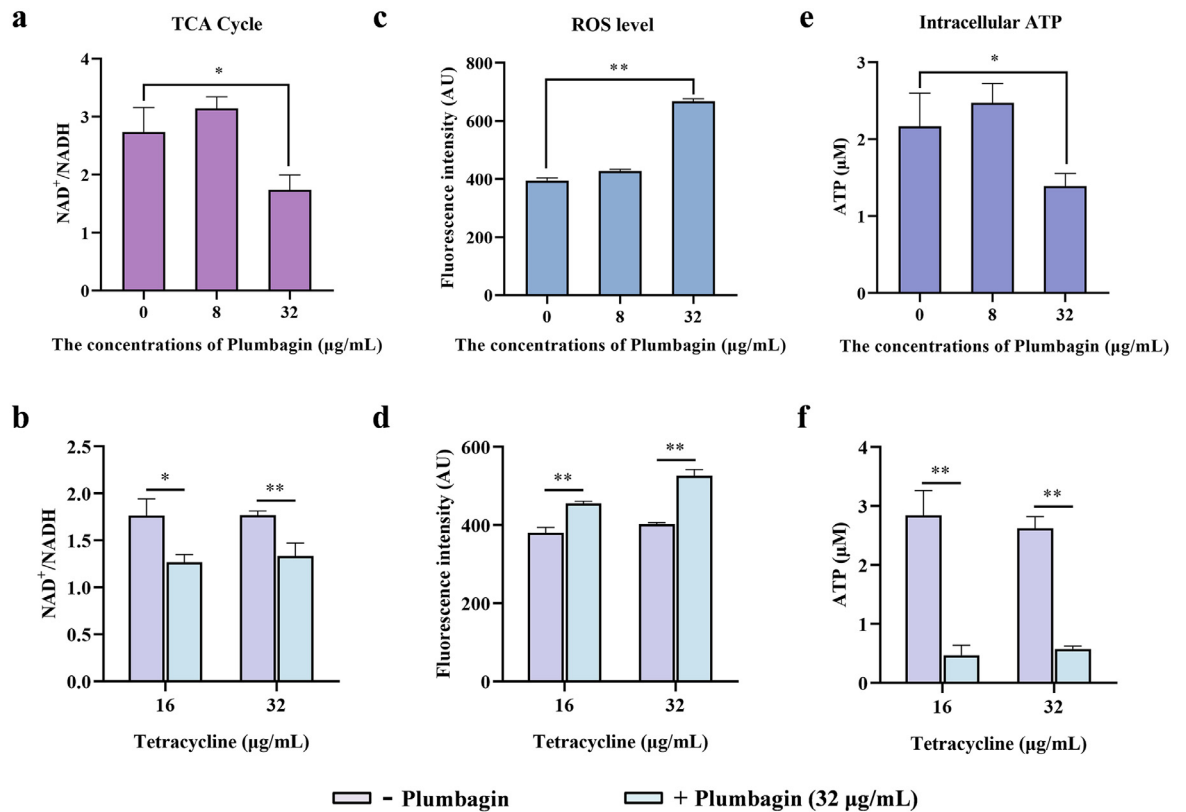 a
TCA Cycle
NAD⁺/NADH
4
3
2
1
0
*
0 8 32
The concentrations of Plumbagin (μg/mL)
c
ROS level
Fluorescence intensity (AU)
800
600
400
200
0
**
0 8 32
The concentrations of Plumbagin (μg/mL)
e
Intracellular ATP
ATP (μM)
3
2
1
0
*
0 8 32
The concentrations of Plumbagin (μg/mL)
b
NAD⁺/NADH
2.5
2.0
1.5
1.0
0.5
0.0
* **
16 32
Tetracycline (μg/mL)
d
Fluorescence intensity (AU)
600
400
200
0
** **
16 32
Tetracycline (μg/mL)
f
ATP (μM)
4
3
2
1
0
** **
16 32
Tetracycline (μg/mL)
- Plumbagin
+ Plumbagin (32 μg/mL)